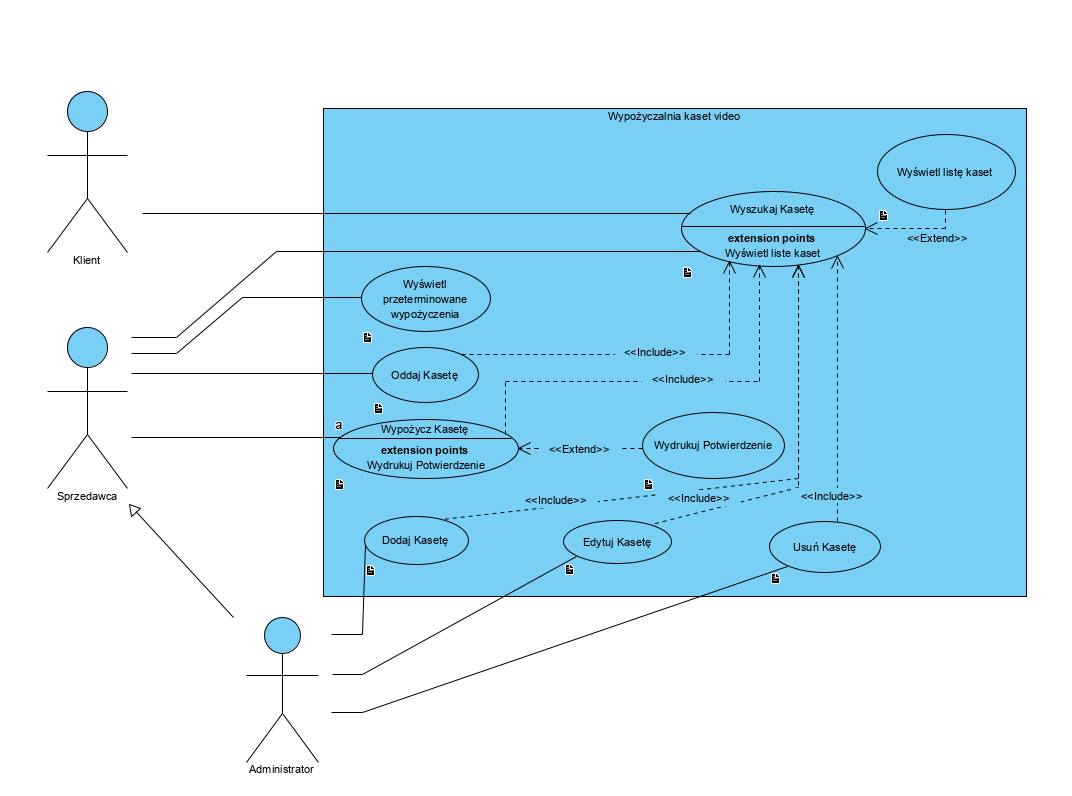 Wypożyczalnia kaset video
Wyświetl listę kaset
Wyszukaj Kasetę
extension points
Wyświetl liste kaset
<<Extend>>
Klient
Wyświetl
przeterminowane
wypożyczenia
<<Include>>
Oddaj Kasetę
<<Include>>
a
Wypożycz Kasetę
extension points
Wydrukuj Potwierdzenie
<<Extend>>
Wydrukuj Potwierdzenie
Sprzedawca
<<Include>>
<<Include>>
<<Include>>
Dodaj Kasetę
Edytuj Kasetę
Usuń Kasetę
Administrator